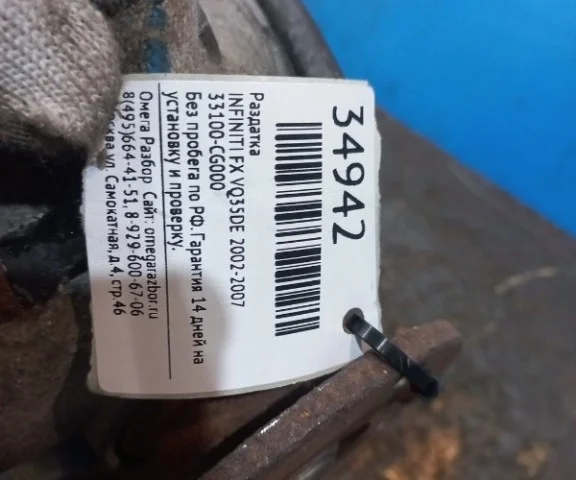 34942
Раздатка
INFINITI FX VQ35DE 2002-2007
33100-CG000
Без пробега по РФ. Гарантия 14 дней на
установку и проверку.
Омега Разбор Сайт: omegarazbor.ru
8(495)664-41-51, 8-929-600-67-06
ул. Самокатная, д.4, стр.46